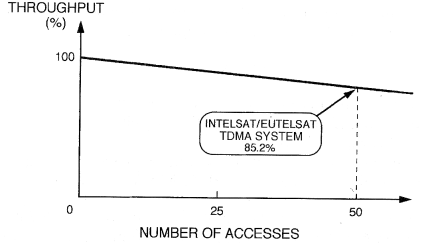 THROUGHPUT
(%)
100
INTELSAT/EUTELSAT
TDMA SYSTEM
85.2%
0
25
50
NUMBER OF ACCESSES